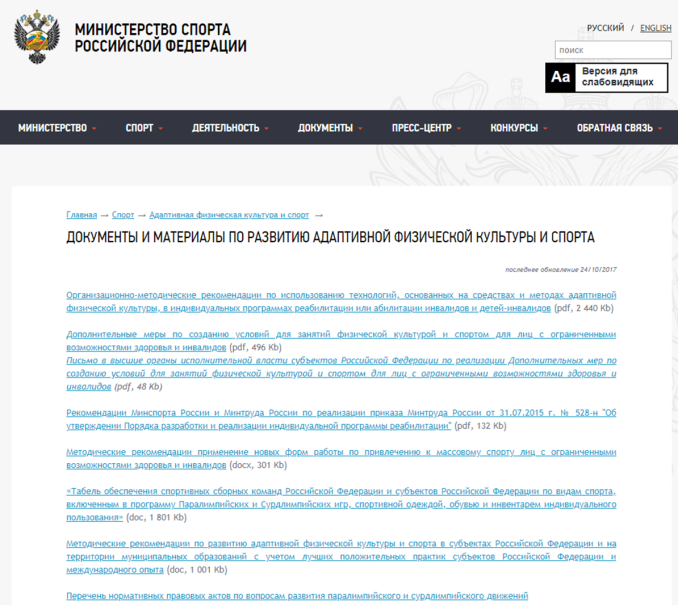 МИНИСТЕРСТВО СПОРТА
РОССИЙСКОЙ ФЕДЕРАЦИИ
РУССКИЙ / ENGLISH
поиск
Aa Версия для
слабовидящих
МИНИСТЕРСТВО СПОРТ ДЕЯТЕЛЬНОСТЬ ДОКУМЕНТЫ ПРЕСС-ЦЕНТР КОНКУРСЫ ОБРАТНАЯ СВЯЗЬ
Главная → Спорт → Адаптивная физическая культура и спорт →
ДОКУМЕНТЫ И МАТЕРИАЛЫ ПО РАЗВИТИЮ АДАПТИВНОЙ ФИЗИЧЕСКОЙ КУЛЬТУРЫ И СПОРТА
последнее обновление 24/10/2017
Организационно-методические рекомендации по использованию технологий, основанных на средствах и методах адаптивной
физической культуры, в индивидуальных программах реабилитации или абилитации инвалидов и детей-инвалидов (pdf, 2 440 Kb)
Дополнительные меры по созданию условий для занятий физической культурой и спортом для лиц с ограниченными
возможностями здоровья и инвалидов (pdf, 496 Kb)
Письмо в высшие органы исполнительной власти субъектов Российской Федерации по реализации Дополнительных мер по
созданию условий для занятий физической культурой и спортом для лиц с ограниченными возможностями здоровья и
инвалидов (pdf, 48 Kb)
Рекомендации Минспорта России и Минтруда России по реализации приказа Минтруда России от 31.07.2015 г. № 528-н "Об
утверждении Порядка разработки и реализации индивидуальной программы реабилитации" (pdf, 132 Kb)
Методические рекомендации применение новых форм работы по привлечению к массовому спорту лиц с ограниченными
возможностями здоровья и инвалидов (docx, 301 Kb)
«Табель обеспечения спортивных сборных команд Российской Федерации и субъектов Российской Федерации по видам спорта,
включенным в программу Паралимпийских и Сурдлимпийских игр, спортивной одеждой, обувью и инвентарем индивидуального
пользования» (doc, 1 801 Kb)
Методические рекомендации по развитию адаптивной физической культуры и спорта в субъектах Российской Федерации и на
территории муниципальных образований с учетом лучших положительных практик субъектов Российской Федерации и
международного опыта (doc, 1 001 Kb)
Перечень нормативных правовых актов по вопросам развития паралимпийского и сурдлимпийского движений